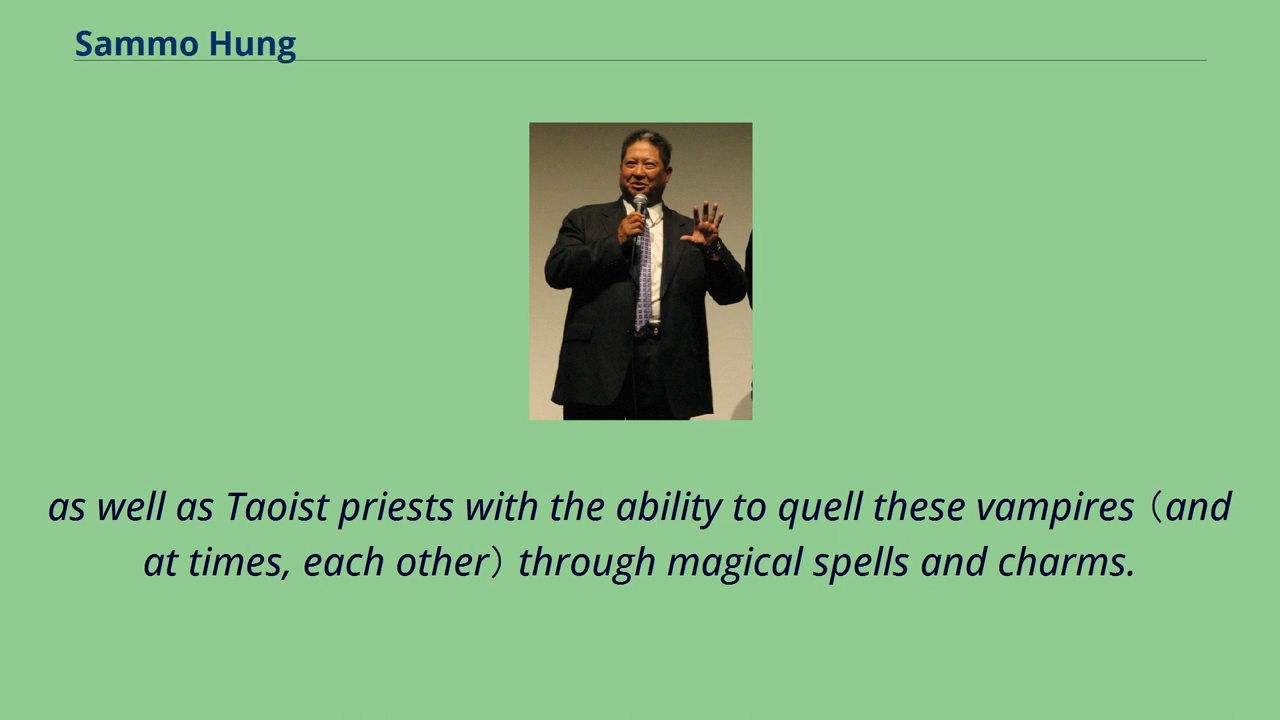 Sammo Hung
as well as Taoist priests with the ability to quell these vampires（and
at times, each other）through magical spells and charms.